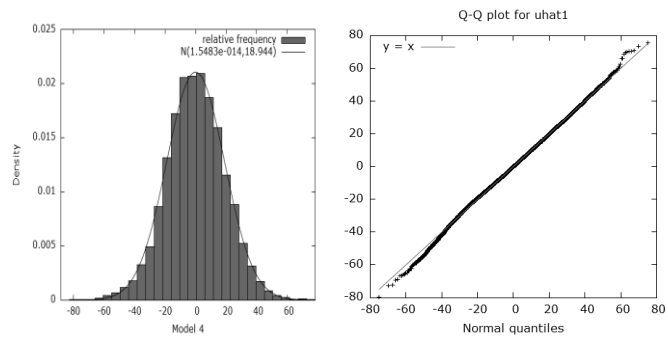 relative frequency
N(1.5483e-014,18.944)
0.025
0.02
0.015
0.01
0.005
0
Density
-80 -60 -40 -20 0 20 40 60
Model 4
Q-Q plot for uhat1
y = x
80
60
40
20
0
-20
-40
-60
-80
-80 -60 -40 -20 0 20 40 60 80
Normal quantiles